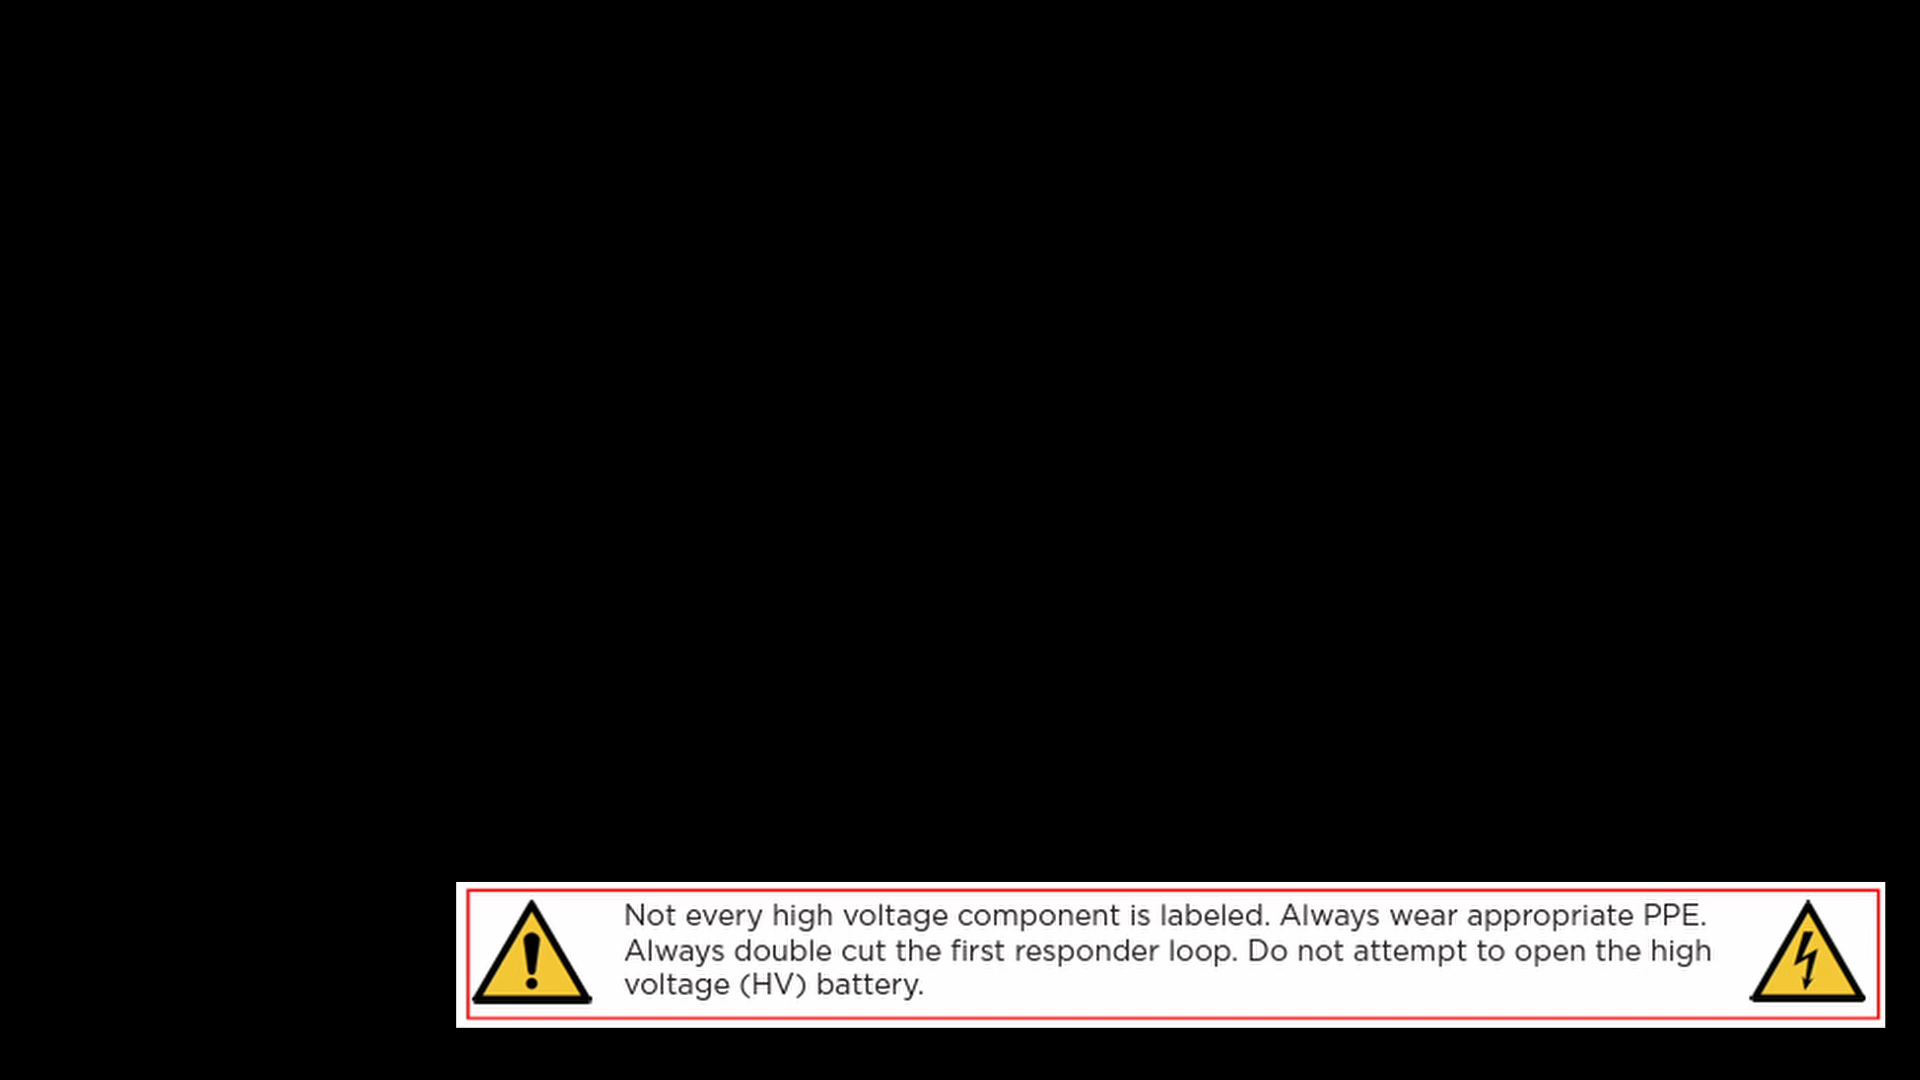 Not every high voltage component is labeled. Always wear appropriate PPE.
Always double cut the first responder loop. Do not attempt to open the high
voltage (HV) battery.